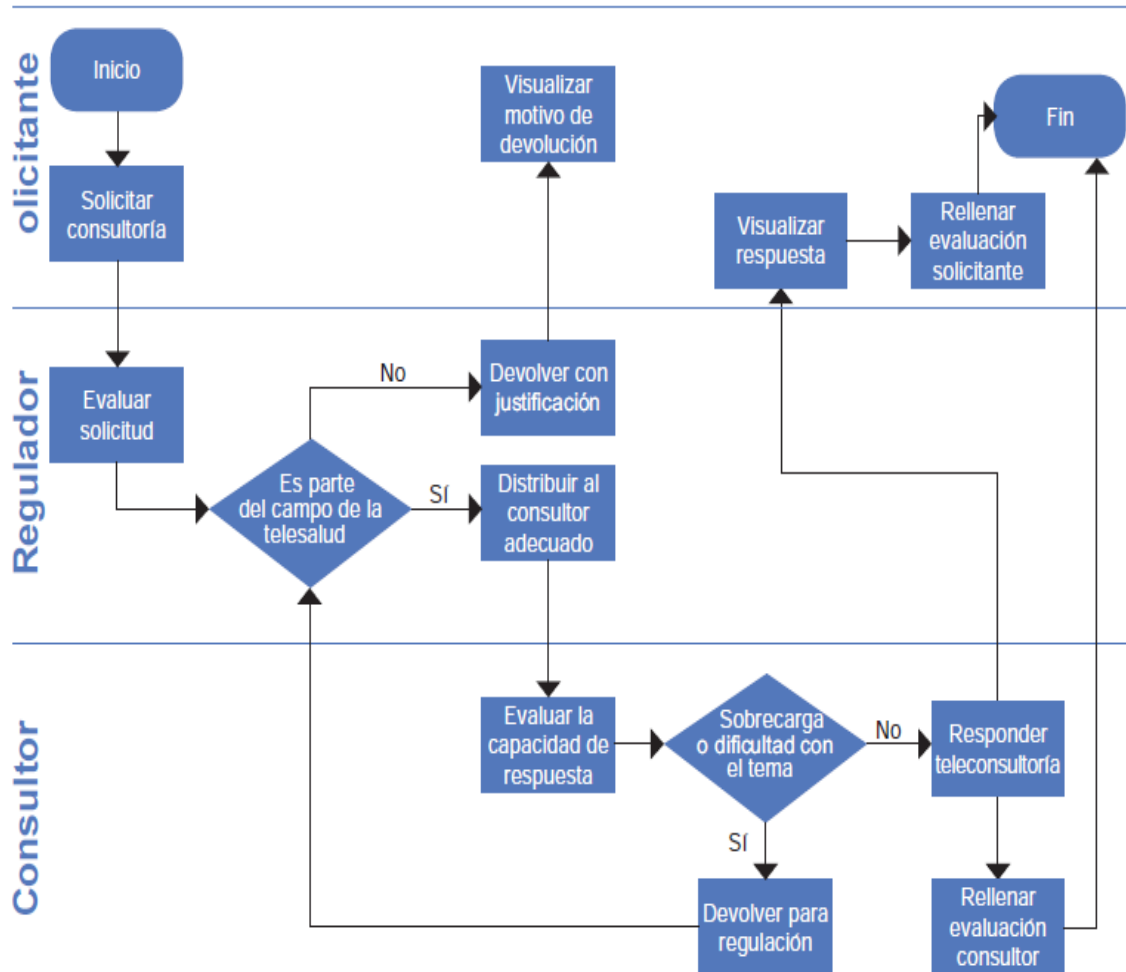 olicitante
Inicio
Solicitar
consultoría
Visualizar
motivo de
devolución
Visualizar
respuesta
Rellenar
evaluación
solicitante
Fin
Regulador
Evaluar
solicitud
Es parte
del campo de la
telesalud
No
Devolver con
justificación
Sí
Distribuir al
consultor
adecuado
Consultor
Evaluar la
capacidad de
respuesta
Sobrecarga
o dificultad con
el tema
No
Responder
teleconsultoría
Sí
Devolver para
regulación
Rellenar
evaluación
consultor